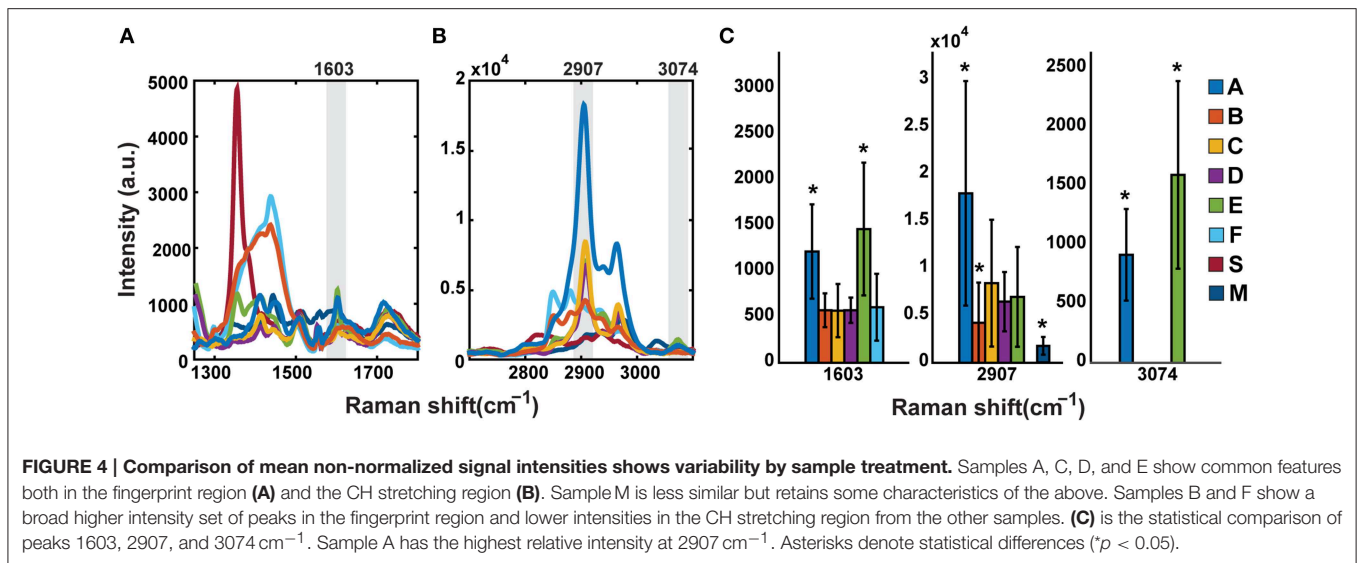 A
B
C
1603
2907
3074
x10⁴
x10⁴
5000
4000
3000
2000
1000
0
1300
1500
1700
Intensity (a.u.)
2
1.5
1
0.5
0
2800
2900
3000
Raman shift(cm⁻¹)
3000
2500
2000
1500
1000
500
0
*
*
1603
3
2.5
2
1.5
1
0.5
0
*
*
*
2907
2500
2000
1500
1000
500
0
*
*
3074
Raman shift(cm⁻¹)
A
B
C
D
E
F
S
M
FIGURE 4 | Comparison of mean non-normalized signal intensities shows variability by sample treatment. Samples A, C, D, and E show common features
both in the fingerprint region (A) and the CH stretching region (B). Sample M is less similar but retains some characteristics of the above. Samples B and F show a
broad higher intensity set of peaks in the fingerprint region and lower intensities in the CH stretching region from the other samples. (C) is the statistical comparison of
peaks 1603, 2907, and 3074 cm⁻¹. Sample A has the highest relative intensity at 2907 cm⁻¹. Asterisks denote statistical differences (*p < 0.05).